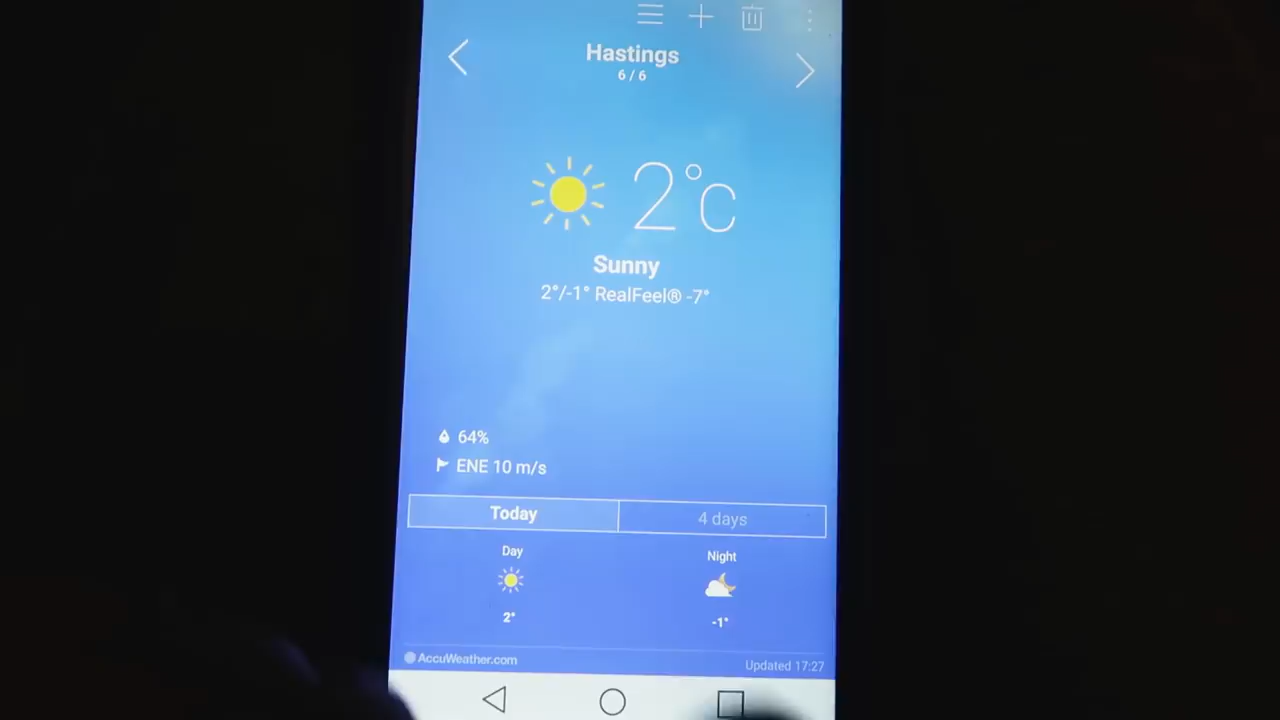 Hastings
6 / 6
2°C
Sunny
2°/-1° RealFeel® -7°
64%
ENE 10 m/s
Today
4 days
Day
Night
2°
-1°
AccuWeather.com
Updated 17:27